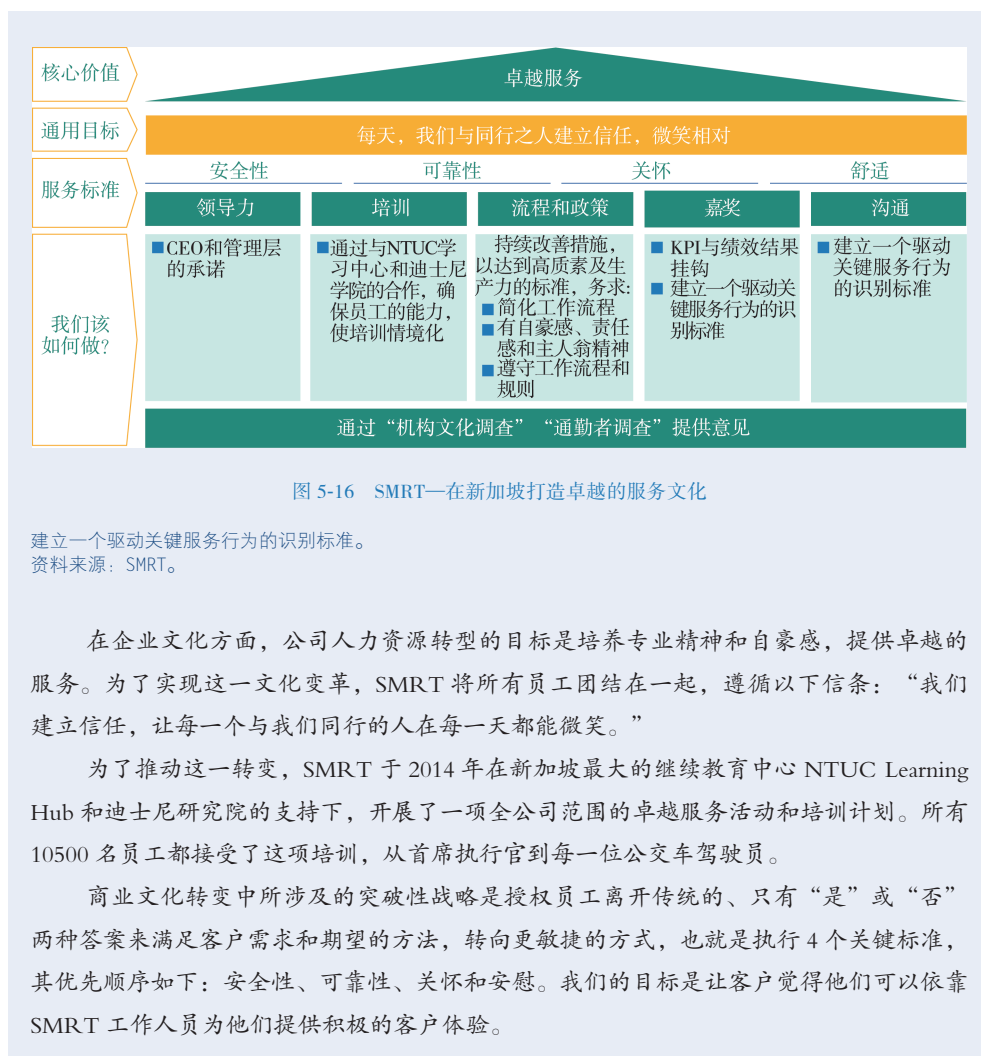 核心价值
卓越服务
通用目标
每天，我们与同行之人建立信任，微笑相对
服务标准
安全性
可靠性
关怀
舒适
领导力
培训
流程和政策
嘉奖
沟通
我们该
如何做？
■CEO和管理层
的承诺
■通过与NTUC学
习中心和迪士尼
学院的合作，确
保员工的能力，
使培训情境化
持续改善措施，
以达到高质素及生
产力的标准，务求：
■简化工作流程
■有自豪感、责任
感和主人翁精神
■遵守工作流程和
规则
■ KPI与绩效结果
挂钩
■ 建立一个驱动关
键服务行为的识
别标准
■ 建立一个驱动
关键服务行为
的识别标准
通过“机构文化调查”“通勤者调查”提供意见
图 5-16 SMRT—在新加坡打造卓越的服务文化
建立一个驱动关键服务行为的识别标准。
资料来源：SMRT。
在企业文化方面，公司人力资源转型的目标是培养专业精神和自豪感，提供卓越的
服务。为了实现这一文化变革，SMRT 将所有员工团结在一起，遵循以下信条：“我们
建立信任，让每一个与我们同行的人在每一天都能微笑。”
为了推动这一转变，SMRT 于 2014 年在新加坡最大的继续教育中心 NTUC Learning
Hub 和迪士尼研究院的支持下，开展了一项全公司范围的卓越服务活动和培训计划。所有
10500 名员工都接受了这项培训，从首席执行官到每一位公交车驾驶员。
商业文化转变中所涉及的突破性战略是授权员工离开传统的、只有“是”或“否”
两种答案来满足客户需求和期望的方法，转向更敏捷的方式，也就是执行 4 个关键标准，
其优先顺序如下：安全性、可靠性、关怀和安慰。我们的目标是让客户觉得他们可以依靠
SMRT 工作人员为他们提供积极的客户体验。